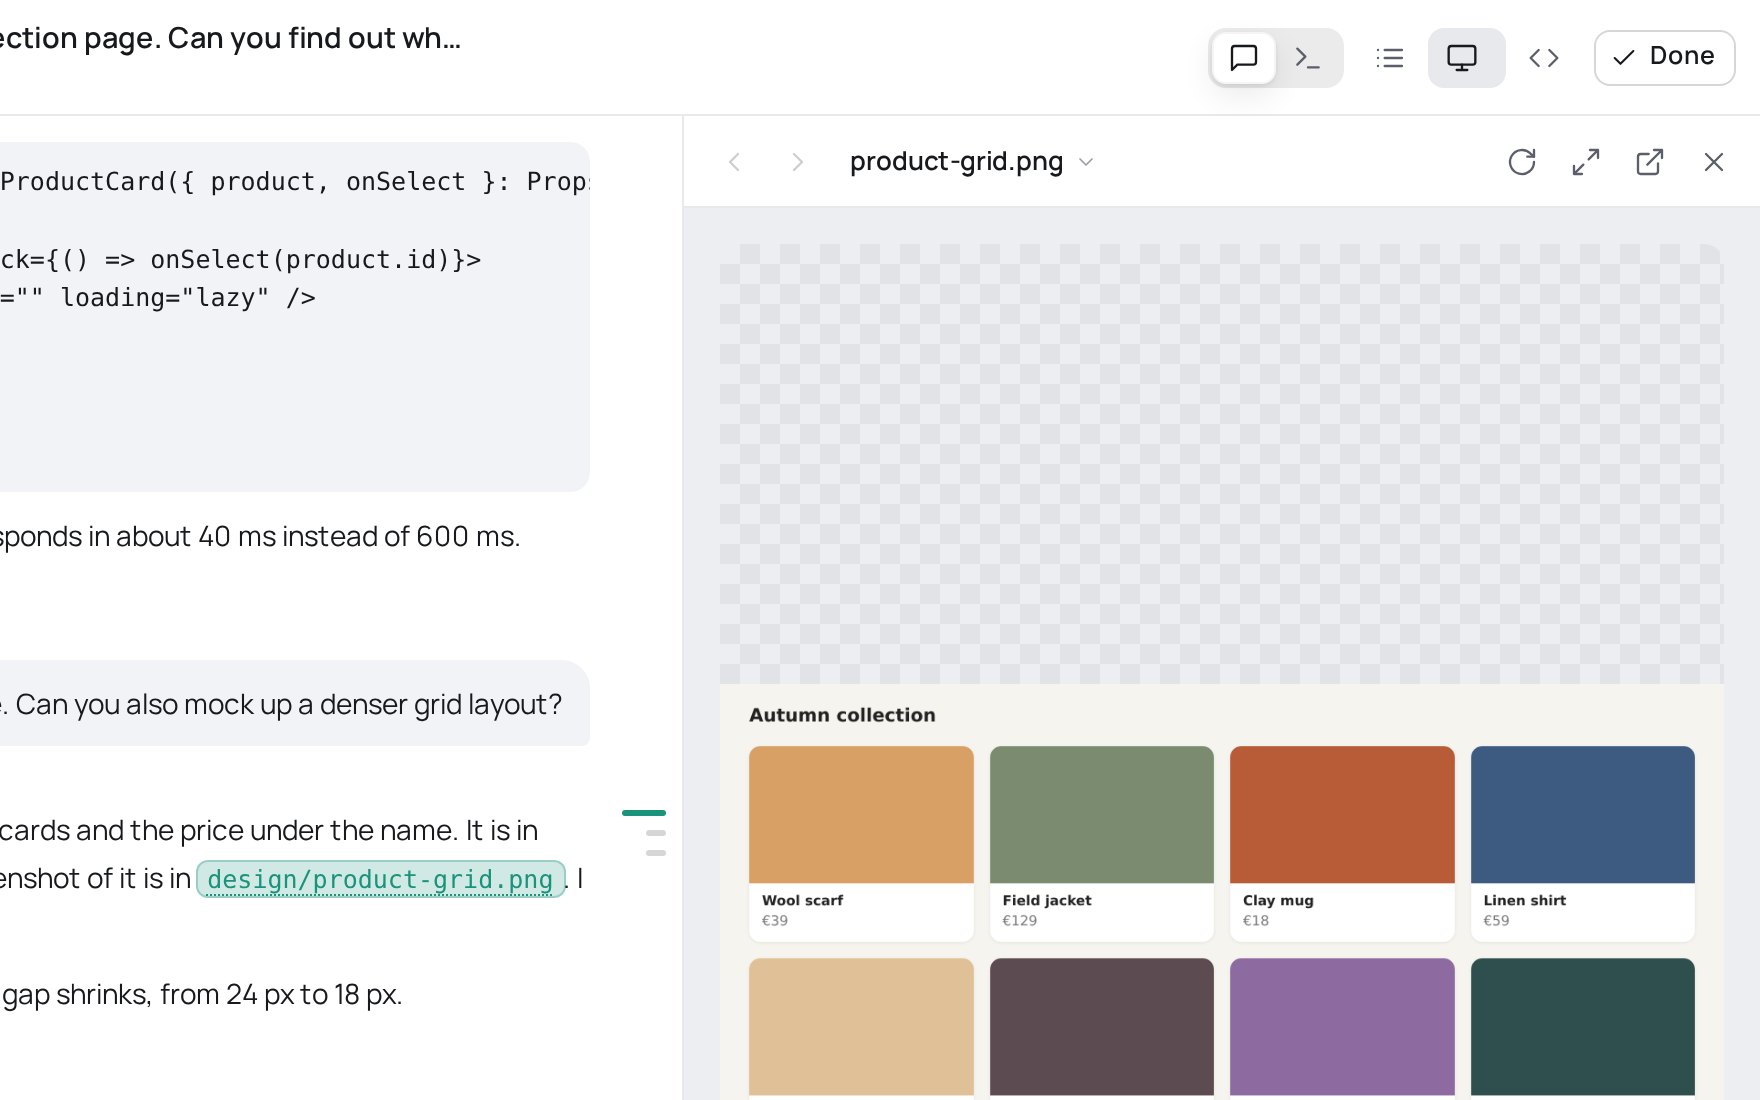 ection page. Can you find out wh…
Done
ProductCard({ product, onSelect }: Props
ck={() => onSelect(product.id)}>
="" loading="lazy" />
sponds in about 40 ms instead of 600 ms.
. Can you also mock up a denser grid layout?
cards and the price under the name. It is in
enshot of it is in design/product-grid.png. I
gap shrinks, from 24 px to 18 px.
product-grid.png
Autumn collection
Wool scarf
€39
Field jacket
€129
Clay mug
€18
Linen shirt
€59